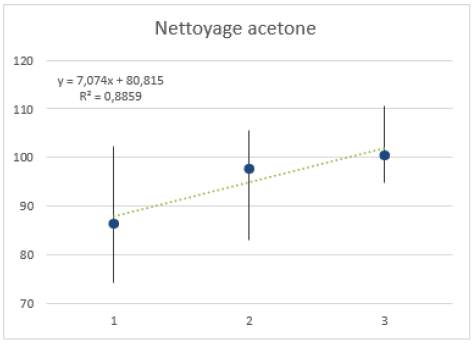 Nettoyage acetone
120
y = 7,074x + 80,815
R² = 0,8859
110
100
90
80
70
1 2 3